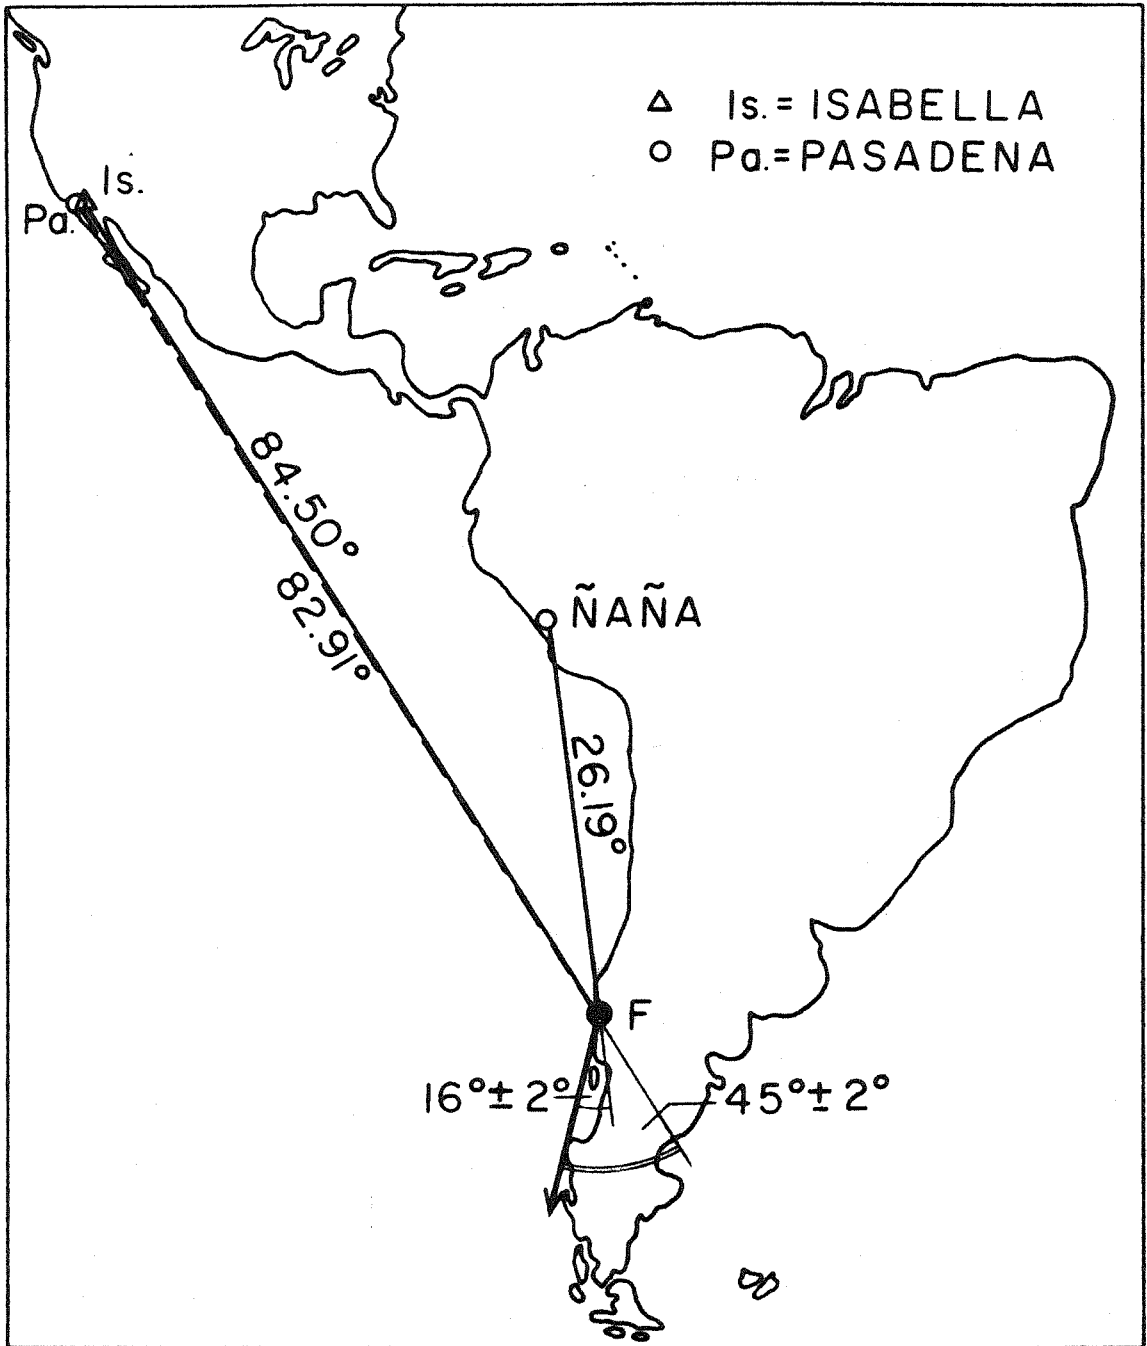 △ Is. = ISABELLA
○ Pa. = PASADENA
Is.
Pa.
84.50°
82.91°
ÑAÑA
26.19°
F
16°± 2°
45°± 2°